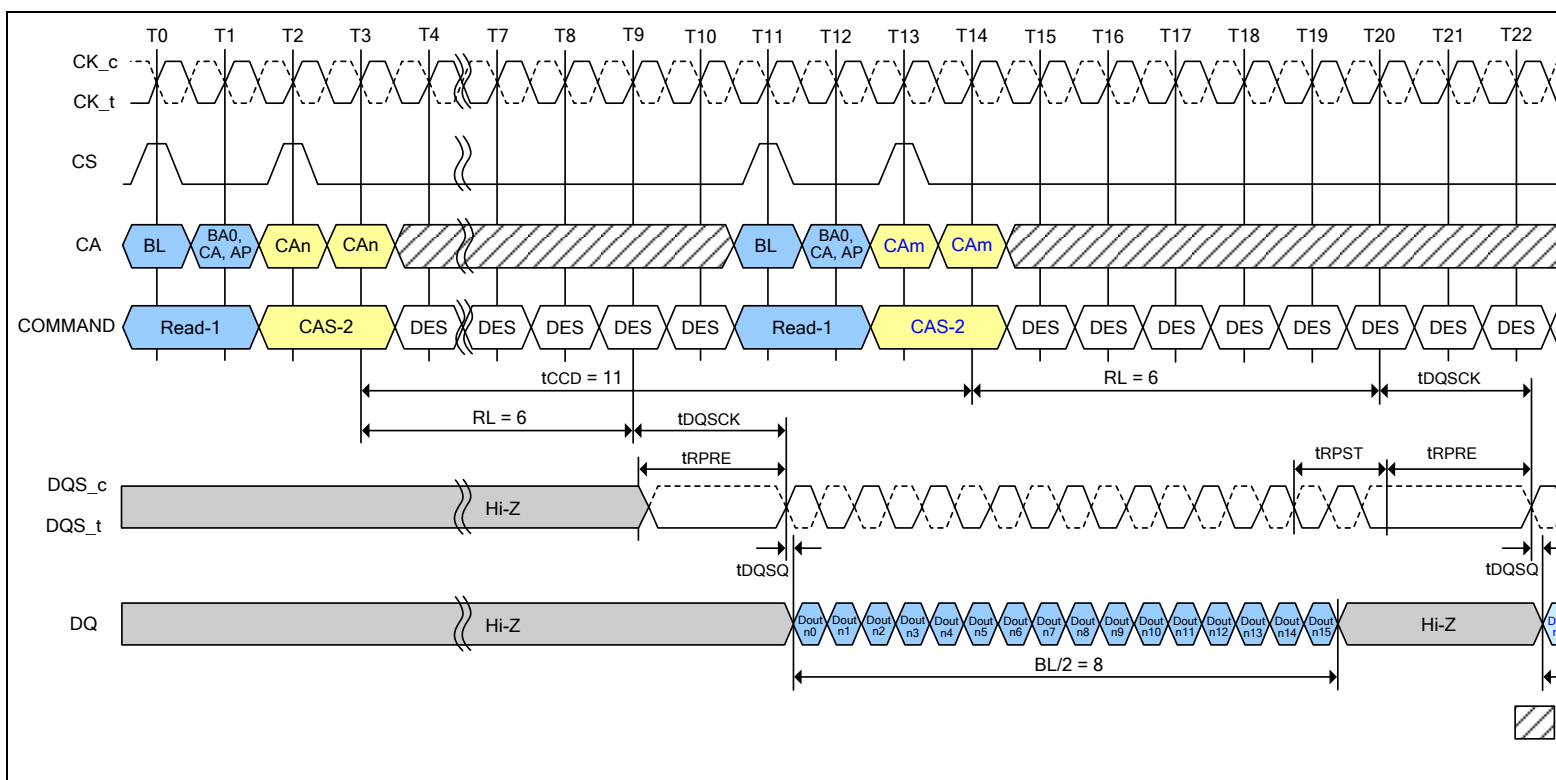 T0 T1 T2 T3 T4 T7 T8 T9 T10 T11 T12 T13 T14 T15 T16 T17 T18 T19 T20 T21 T22
CK_c
CK_t
CS
CA BL BA0, CA, AP CAn CAn BL BA0, CA, AP CAm CAm
COMMAND Read-1 CAS-2 DES DES DES DES DES Read-1 CAS-2 DES DES DES DES DES DES DES DES
tCCD = 11 RL = 6 tDQSCK
RL = 6 tDQSCK
tRPRE tRPST tRPRE
DQS_c
Hi-Z
DQS_t
tDQSQ tDQSQ
DQ Hi-Z Dout n0 Dout n1 Dout n2 Dout n3 Dout n4 Dout n5 Dout n6 Dout n7 Dout n8 Dout n9 Dout n10 Dout n11 Dout n12 Dout n13 Dout n14 Dout n15 Hi-Z
BL/2 = 8